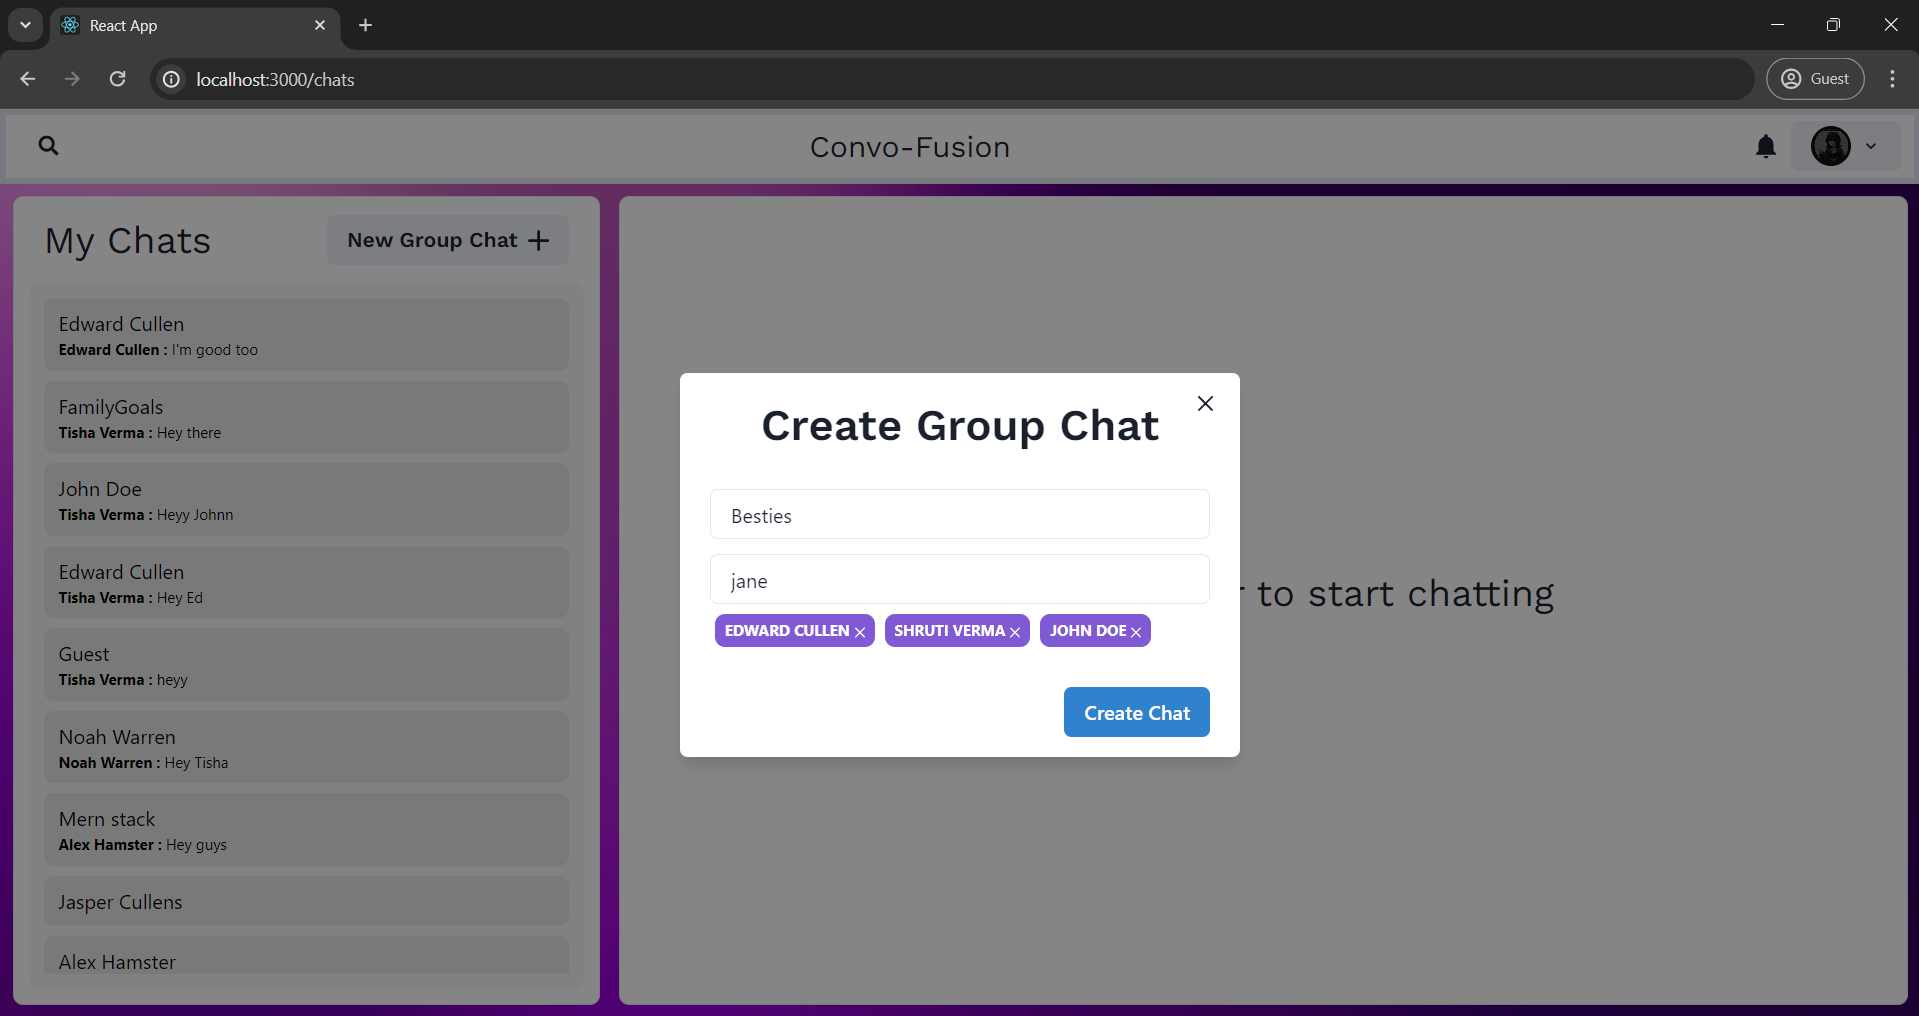 React App
localhost:3000/chats
Guest
Convo-Fusion
My Chats
New Group Chat
Edward Cullen
Edward Cullen : I'm good too
FamilyGoals
Tisha Verma : Hey there
John Doe
Tisha Verma : Heyy Johnn
Edward Cullen
Tisha Verma : Hey Ed
Guest
Tisha Verma : heyy
Noah Warren
Noah Warren : Hey Tisha
Mern stack
Alex Hamster : Hey guys
Jasper Cullens
Alex Hamster
Create Group Chat
Besties
jane
EDWARD CULLEN SHRUTI VERMA JOHN DOE
Create Chat
to start chatting